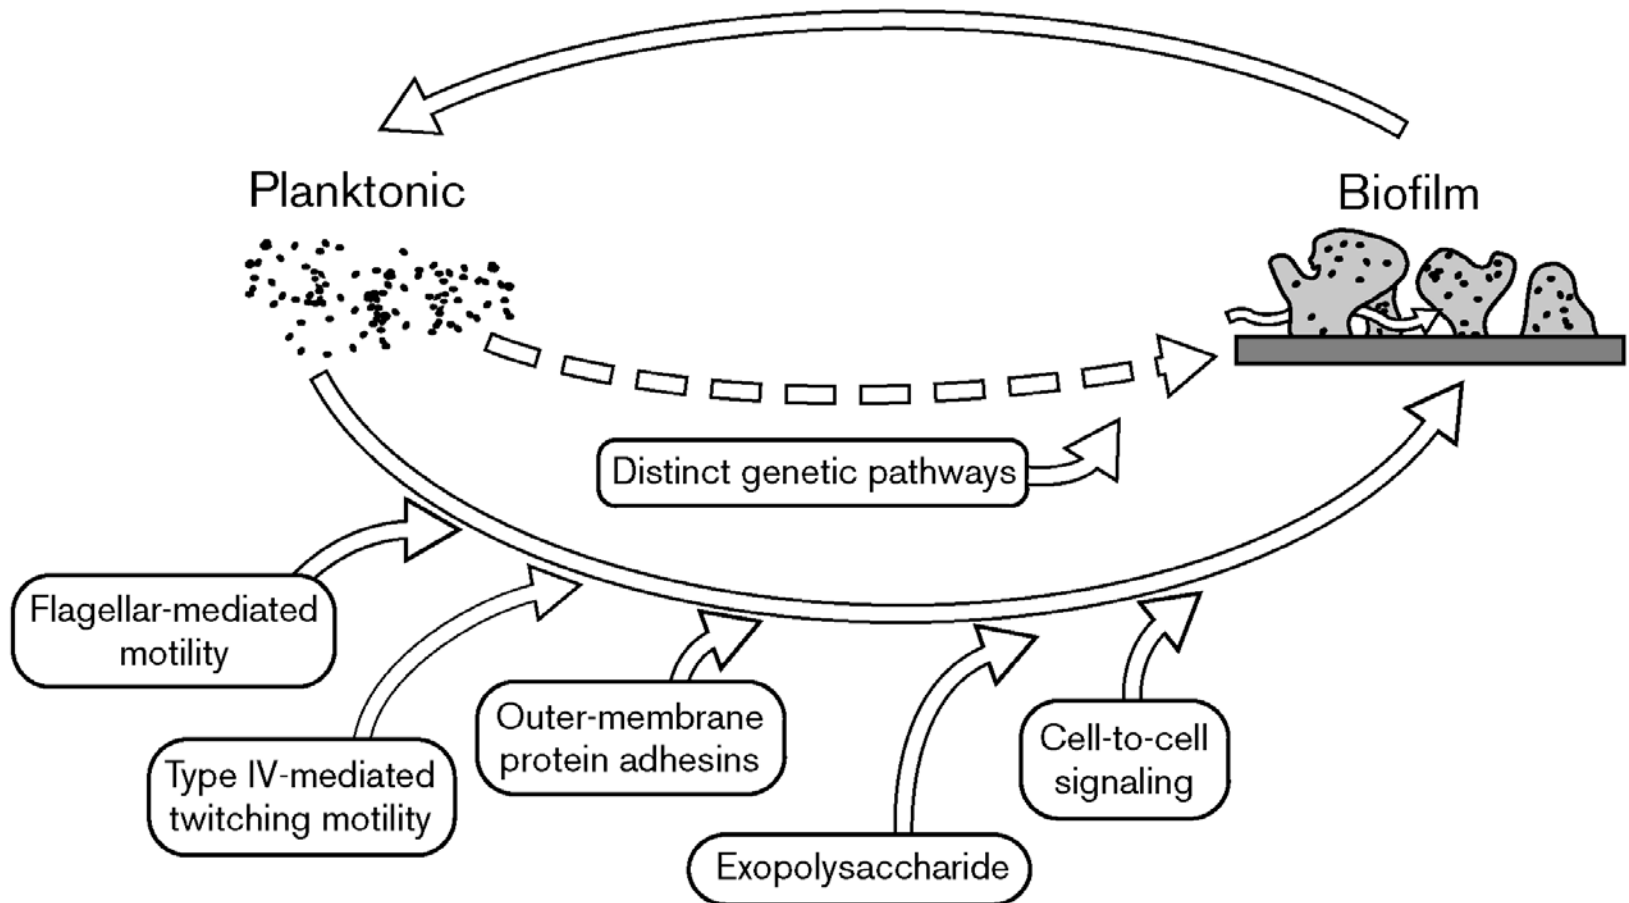 Planktonic
Biofilm
Distinct genetic pathways
Flagellar-mediated
motility
Type IV-mediated
twitching motility
Outer-membrane
protein adhesins
Exopolysaccharide
Cell-to-cell
signaling